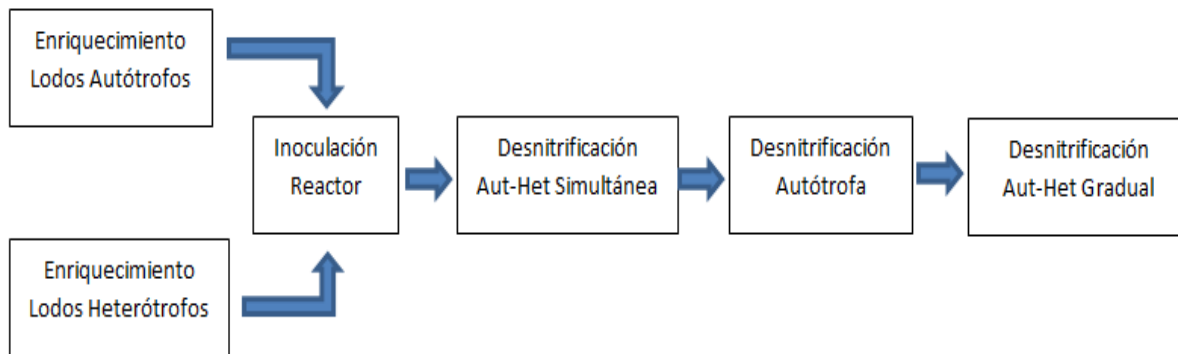 Enriquecimiento
Lodos Autótrofos
Enriquecimiento
Lodos Heterótrofos
Inoculación
Reactor
Desnitrificación
Aut-Het Simultánea
Desnitrificación
Autótrofa
Desnitrificación
Aut-Het Gradual